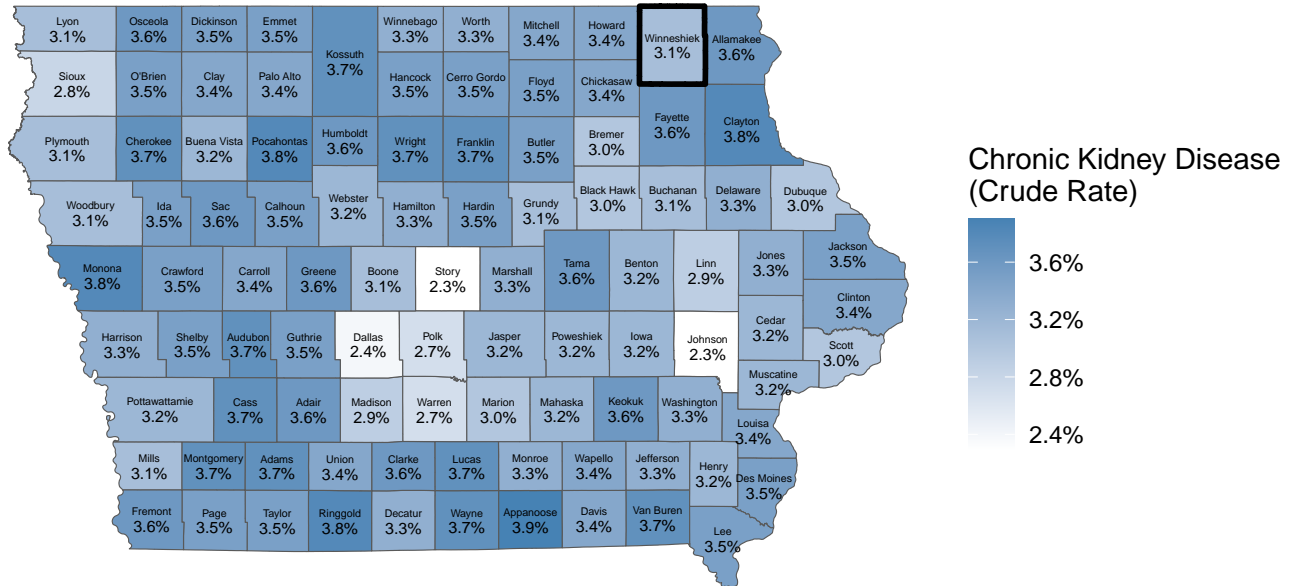 Lyon
3.1%
Osceola
3.6%
Dickinson
3.5%
Emmet
3.5%
Kossuth
3.7%
Winnebago
3.3%
Worth
3.3%
Mitchell
3.4%
Howard
3.4%
Winneshiek
3.1%
Allamakee
3.6%
Sioux
2.8%
O'Brien
3.5%
Clay
3.4%
Palo Alto
3.4%
Hancock
3.5%
Cerro Gordo
3.5%
Floyd
3.5%
Chickasaw
3.4%
Fayette
3.6%
Clayton
3.8%
Plymouth
3.1%
Cherokee
3.7%
Buena Vista
3.2%
Pocahontas
3.8%
Humboldt
3.6%
Wright
3.7%
Franklin
3.7%
Butler
3.5%
Bremer
3.0%
Woodbury
3.1%
Ida
3.5%
Sac
3.6%
Calhoun
3.5%
Webster
3.2%
Hamilton
3.3%
Hardin
3.5%
Grundy
3.1%
Black Hawk
3.0%
Buchanan
3.1%
Delaware
3.3%
Dubuque
3.0%
Monona
3.8%
Crawford
3.5%
Carroll
3.4%
Greene
3.6%
Boone
3.1%
Story
2.3%
Marshall
3.3%
Tama
3.6%
Benton
3.2%
Linn
2.9%
Jones
3.3%
Jackson
3.5%
Clinton
3.4%
Harrison
3.3%
Shelby
3.5%
Audubon
3.7%
Guthrie
3.5%
Dallas
2.4%
Polk
2.7%
Jasper
3.2%
Poweshiek
3.2%
Iowa
3.2%
Johnson
2.3%
Cedar
3.2%
Scott
3.0%
Muscatine
3.2%
Pottawattamie
3.2%
Cass
3.7%
Adair
3.6%
Madison
2.9%
Warren
2.7%
Marion
3.0%
Mahaska
3.2%
Keokuk
3.6%
Washington
3.3%
Louisa
3.4%
Mills
3.1%
Montgomery
3.7%
Adams
3.7%
Union
3.4%
Clarke
3.6%
Lucas
3.7%
Monroe
3.3%
Wapello
3.4%
Jefferson
3.3%
Henry
3.2%
Des Moines
3.5%
Fremont
3.6%
Page
3.5%
Taylor
3.5%
Ringgold
3.8%
Decatur
3.3%
Wayne
3.7%
Appanoose
3.9%
Davis
3.4%
Van Buren
3.7%
Lee
3.5%
Chronic Kidney Disease
(Crude Rate)
3.6%
3.2%
2.8%
2.4%